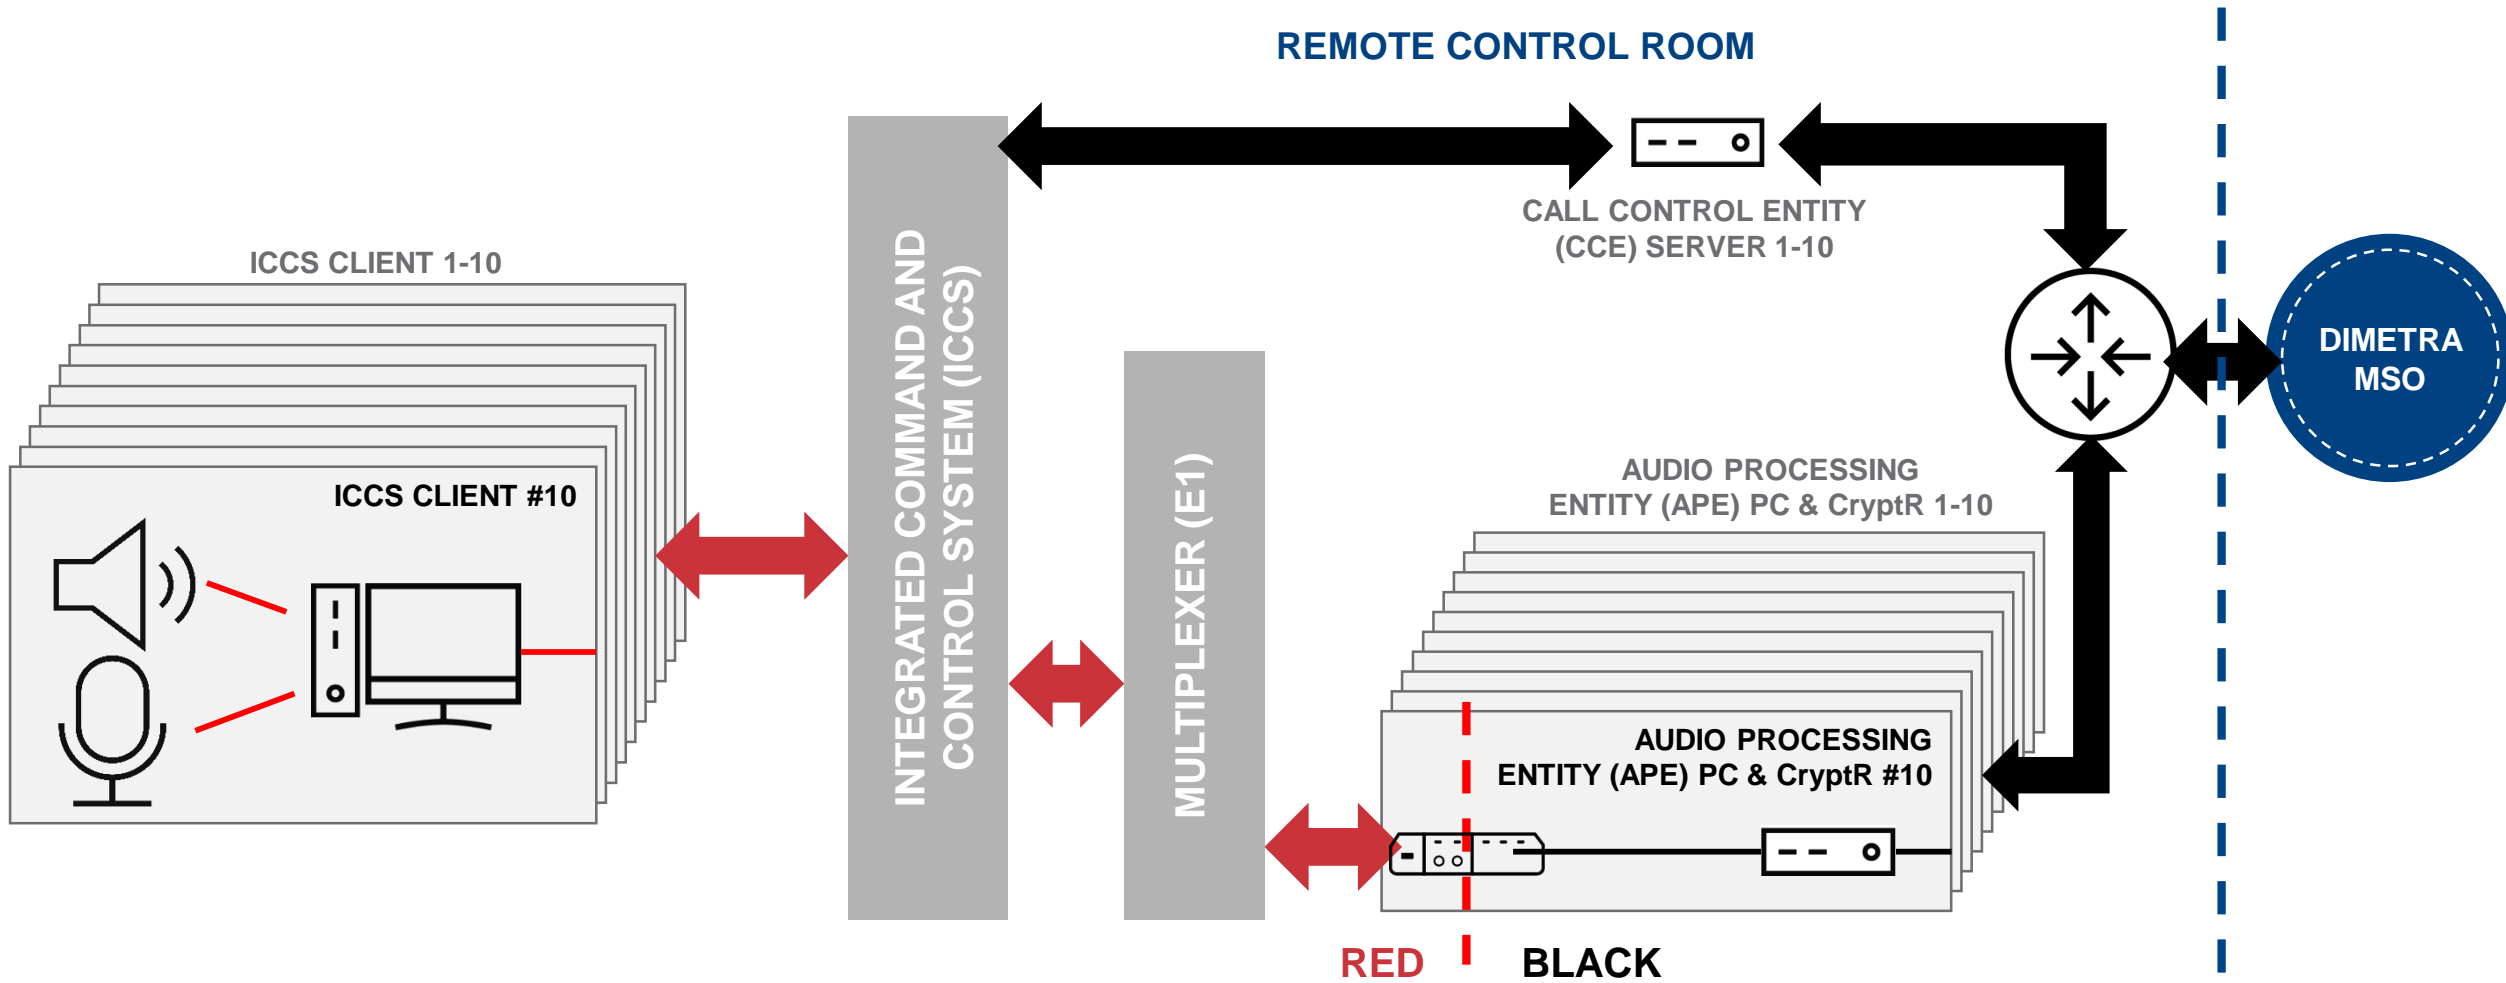 REMOTE CONTROL ROOM
ICCS CLIENT 1-10
ICCS CLIENT #10
INTEGRATED COMMAND AND
CONTROL SYSTEM (ICCS)
MULTIPLEXER (E1)
CALL CONTROL ENTITY
(CCE) SERVER 1-10
DIMETRA
MSO
AUDIO PROCESSING
ENTITY (APE) PC & CryptR 1-10
AUDIO PROCESSING
ENTITY (APE) PC & CryptR #10
RED
BLACK